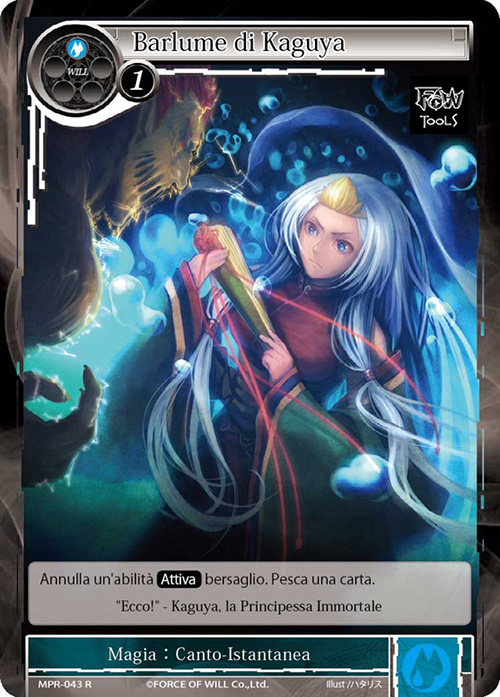 Barlume di Kaguya
WILL
1
FoW
TooLS
Annulla un'abilità Attiva bersaglio. Pesca una carta.
"Ecco!" - Kaguya, la Principessa Immortale
Magia : Canto-Istantanea
MPR-043 R ©FORCE OF WILL Co.,Ltd. Illust /ハタリス